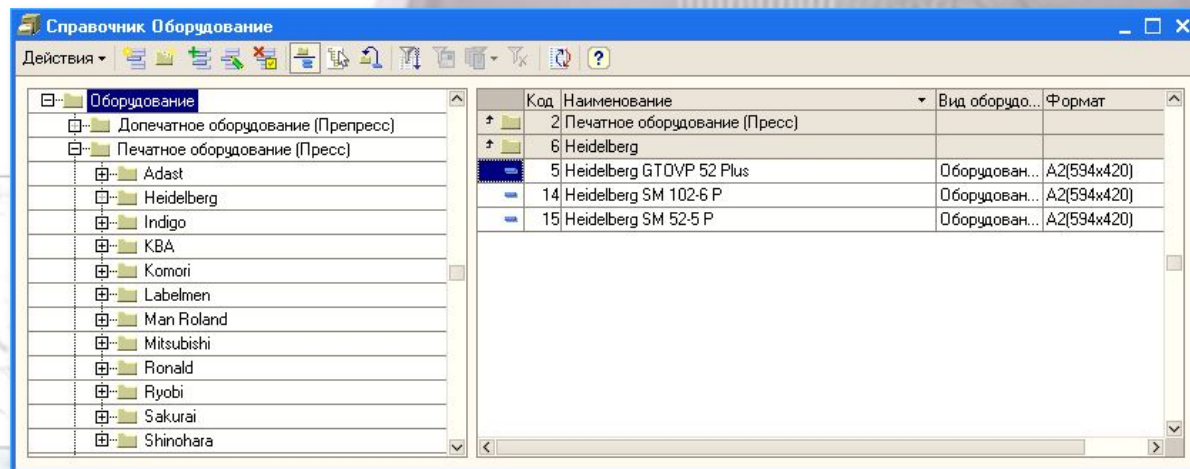 Справочник Оборудование
Действия
Оборудование
Допечатное оборудование (Препресс)
Печатное оборудование (Пресс)
Adast
Heidelberg
Indigo
KBA
Komori
Labelmen
Man Roland
Mitsubishi
Ronald
Ryobi
Sakurai
Shinohara
Код Наименование Вид оборудо... Формат
2 Печатное оборудование (Пресс)
6 Heidelberg
5 Heidelberg GTOVP 52 Plus Оборудован... A2(594x420)
14 Heidelberg SM 102-6 P Оборудован... A2(594x420)
15 Heidelberg SM 52-5 P Оборудован... A2(594x420)